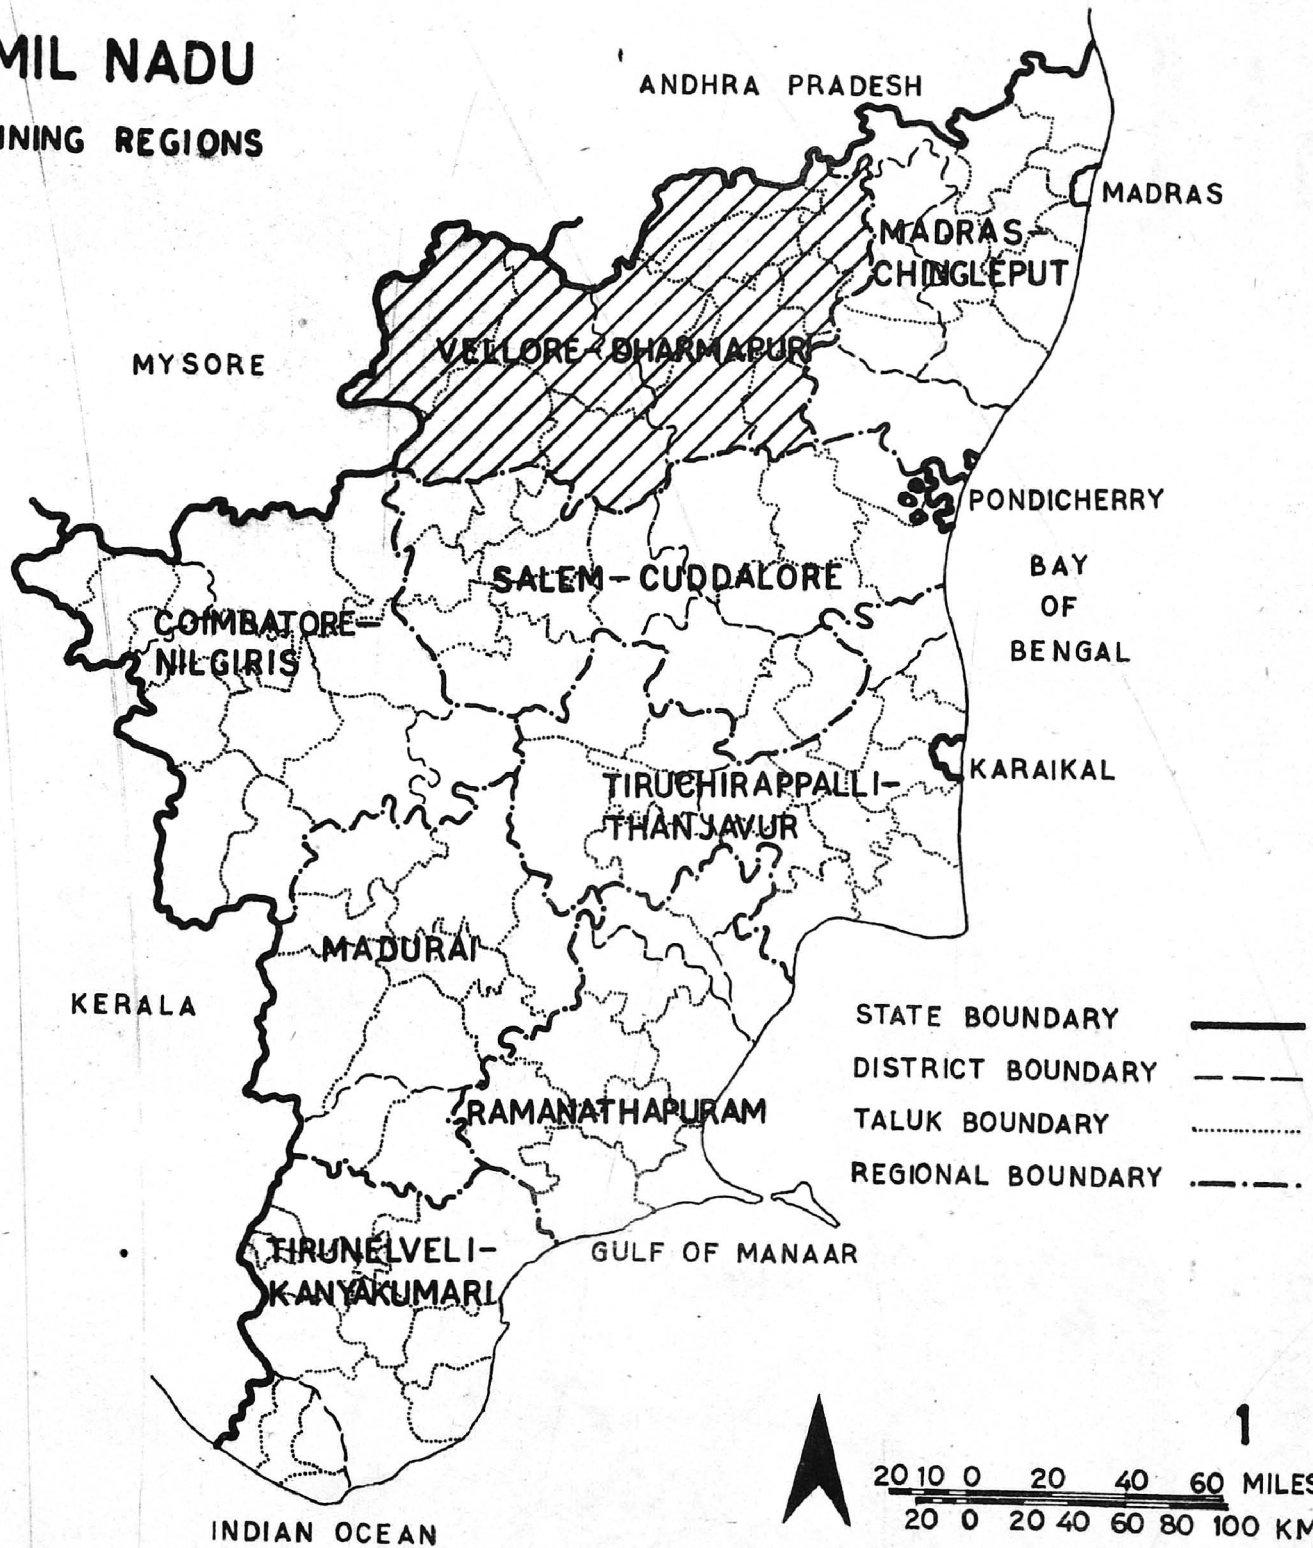 MIL NADU
NING REGIONS
ANDHRA PRADESH
MADRAS
MADRAS-
CHINGLEPUT
MYSORE
VELLORE-DHARMAPURI
PONDICHERRY
SALEM-CUDDALORE
BAY
OF
BENGAL
COIMBATORE-
NILGIRIS
KARAIKAL
TIRUCHIRAPPALLI-
THANJAVUR
MADURAI
KERALA
STATE BOUNDARY
DISTRICT BOUNDARY
TALUK BOUNDARY
REGIONAL BOUNDARY
RAMANATHAPURAM
GULF OF MANAAR
TIRUNELVELI-
KANYAKUMARI
1
20 10 0 20 40 60 MILES
20 0 20 40 60 80 100 KM
INDIAN OCEAN